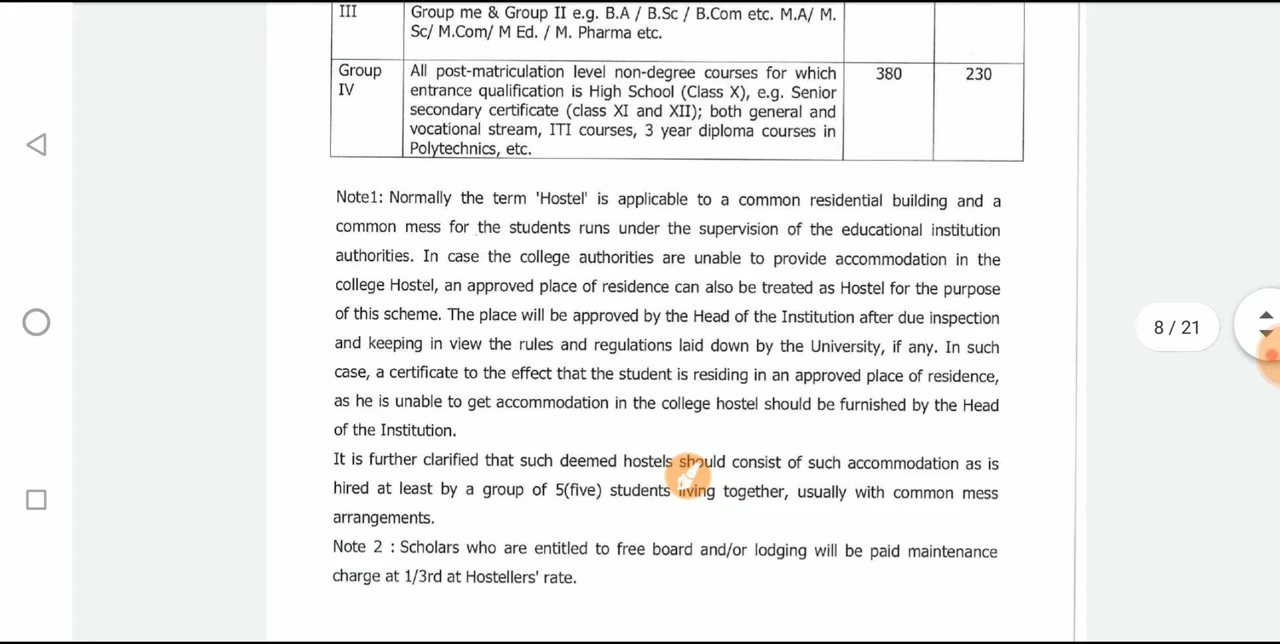 III Group me & Group II e.g. B.A / B.Sc / B.Com etc. M.A/ M.
Sc/ M.Com/ M Ed. / M. Pharma etc.
Group All post-matriculation level non-degree courses for which 380 230
IV entrance qualification is High School (Class X), e.g. Senior
secondary certificate (class XI and XII); both general and
vocational stream, ITI courses, 3 year diploma courses in
Polytechnics, etc.
Note1: Normally the term 'Hostel' is applicable to a common residential building and a
common mess for the students runs under the supervision of the educational institution
authorities. In case the college authorities are unable to provide accommodation in the
college Hostel, an approved place of residence can also be treated as Hostel for the purpose
of this scheme. The place will be approved by the Head of the Institution after due inspection
and keeping in view the rules and regulations laid down by the University, if any. In such
case, a certificate to the effect that the student is residing in an approved place of residence,
as he is unable to get accommodation in the college hostel should be furnished by the Head
of the Institution.
It is further clarified that such deemed hostels should consist of such accommodation as is
hired at least by a group of 5(five) students living together, usually with common mess
arrangements.
Note 2 : Scholars who are entitled to free board and/or lodging will be paid maintenance
charge at 1/3rd at Hostellers' rate.
8 / 21